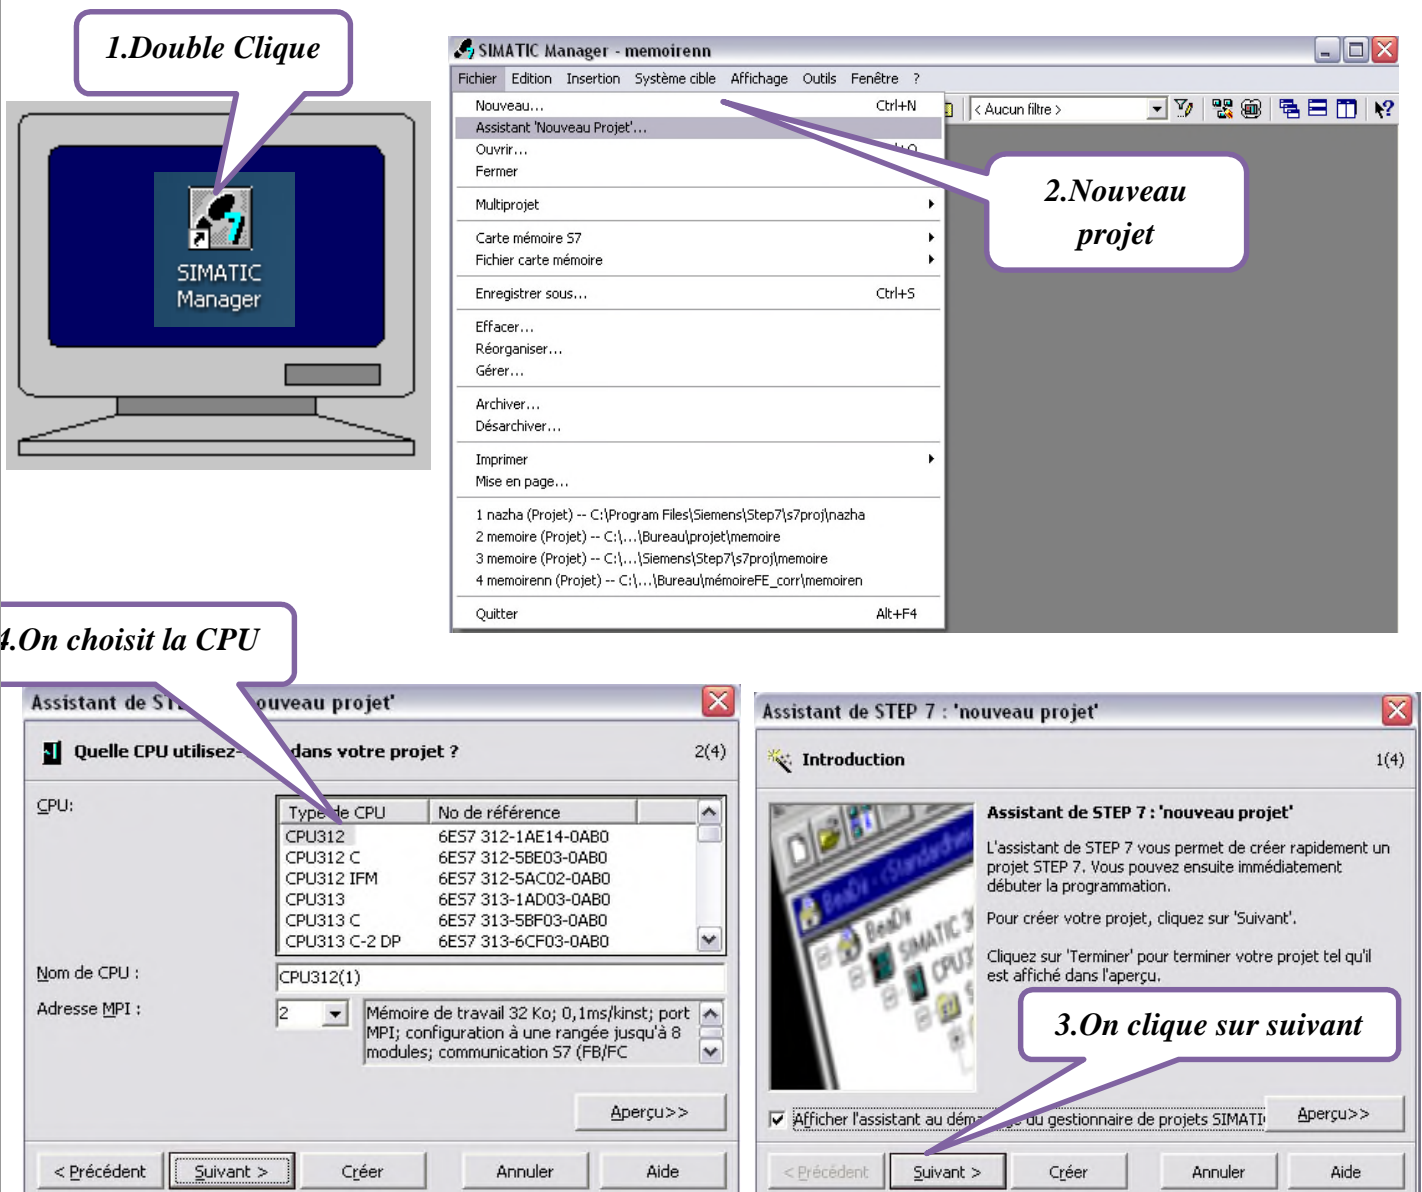 1.Double Clique
SIMATIC
Manager
SIMATIC Manager - memoirenn
Fichier Edition Insertion Système cible Affichage Outils Fenêtre ?
Nouveau... Ctrl+N
< Aucun filtre >
Assistant 'Nouveau Projet'...
Ouvrir...
Fermer
Multiprojet
Carte mémoire S7
Fichier carte mémoire
Enregistrer sous... Ctrl+S
Effacer...
Réorganiser...
Gérer...
Archiver...
Désarchiver...
Imprimer
Mise en page...
1 nazha (Projet) -- C:\Program Files\Siemens\Step7\s7proj\nazha
2 memoire (Projet) -- C:\...\Bureau\projet\memoire
3 memoire (Projet) -- C:\...\Siemens\Step7\s7proj\memoire
4 memoirenn (Projet) -- C:\...\Bureau\mémoireFE_corr\memoiren
Quitter Alt+F4
2.Nouveau
projet
3.On clique sur suivant
Assistant de STEP 7 : 'nouveau projet'
Introduction 1(4)
Assistant de STEP 7 : 'nouveau projet'
L'assistant de STEP 7 vous permet de créer rapidement un
projet STEP 7. Vous pouvez ensuite immédiatement
débuter la programmation.
Pour créer votre projet, cliquez sur 'Suivant'.
Cliquez sur 'Terminer' pour terminer votre projet tel qu'il
est affiché dans l'aperçu.
Afficher l'assistant au du gestionnaire de projets SIMATI
Aperçu>>
< Précédent Suivant > Créer Annuler Aide
4.On choisit la CPU
Assistant de ouveau projet'
Quelle CPU utilisez- dans votre projet ? 2(4)
CPU:
Type de CPU No de référence
CPU312 6ES7 312-1AE14-0AB0
CPU312 C 6ES7 312-5BE03-0AB0
CPU312 IFM 6ES7 312-5AC02-0AB0
CPU313 6ES7 313-1AD03-0AB0
CPU313 C 6ES7 313-5BF03-0AB0
CPU313 C-2 DP 6ES7 313-6CF03-0AB0
Nom de CPU : CPU312(1)
Adresse MPI : 2
Mémoire de travail 32 Ko; 0,1ms/kinst; port
MPI; configuration à une rangée jusqu'à 8
modules; communication S7 (FB/FC
Aperçu>>
< Précédent Suivant > Créer Annuler Aide